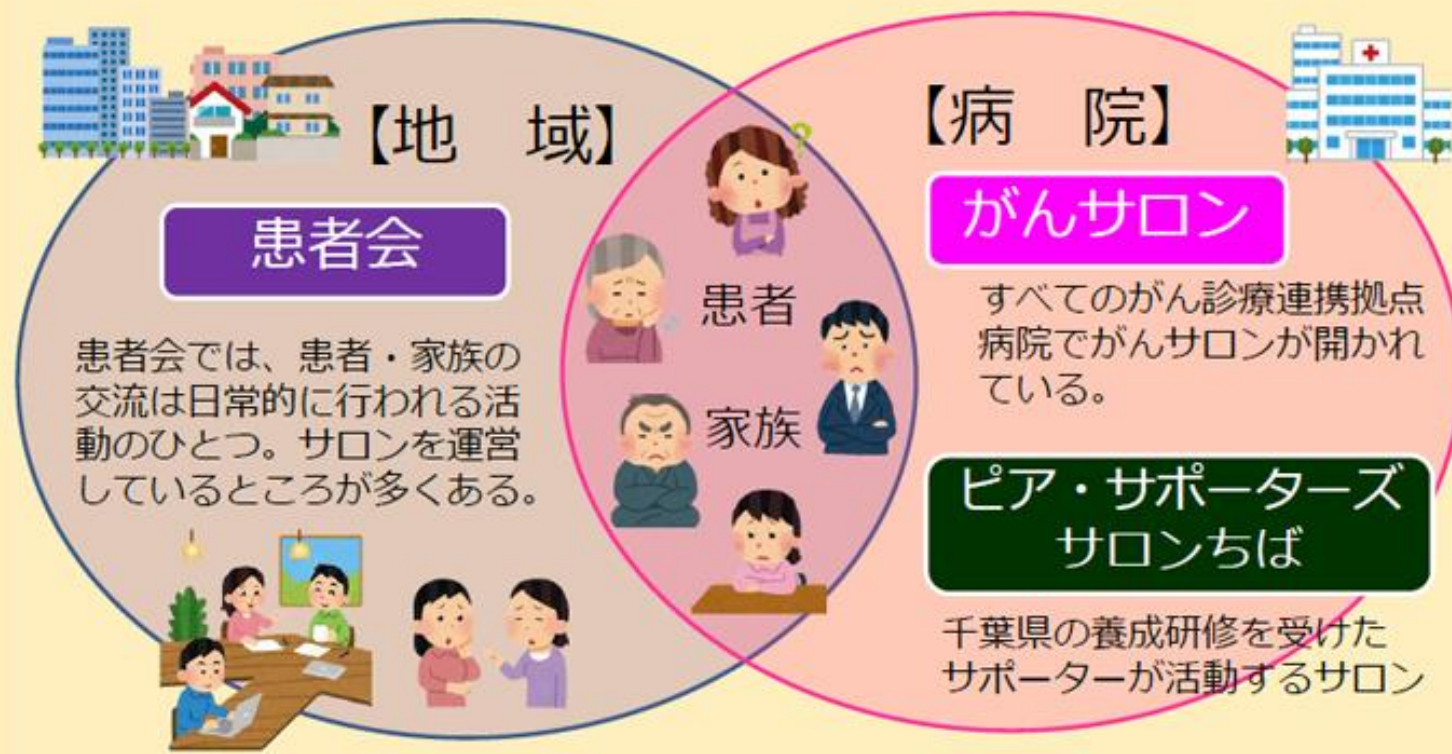 【地　域】
患者会
患者会では、患者・家族の
交流は日常的に行われる活
動のひとつ。サロンを運営
しているところが多くある。
患者
家族
【病　院】
がんサロン
すべてのがん診療連携拠点
病院でがんサロンが開かれ
ている。
ピア・サポーターズ
サロンちば
千葉県の養成研修を受けた
サポーターが活動するサロン